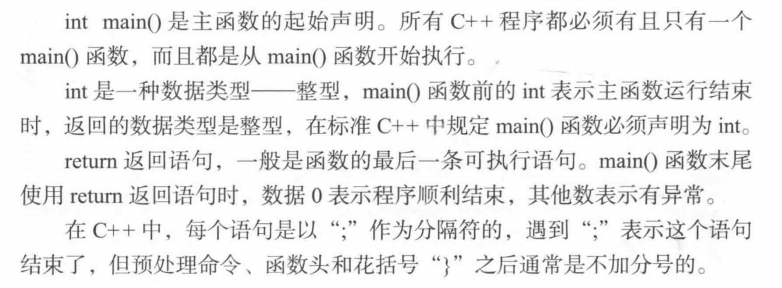 int main() 是主函数的起始声明。所有 C++ 程序都必须有且只有一个
main() 函数，而且都是从 main() 函数开始执行。
int 是一种数据类型——整型，main() 函数前的 int 表示主函数运行结束
时，返回的数据类型是整型，在标准 C++ 中规定 main() 函数必须声明为 int。
return 返回语句，一般是函数的最后一条可执行语句。main() 函数末尾
使用 return 返回语句时，数据 0 表示程序顺利结束，其他数表示有异常。
在 C++ 中，每个语句是以“;”作为分隔符的，遇到“;”表示这个语句
结束了，但预处理命令、函数头和花括号“}”之后通常是不加分号的。